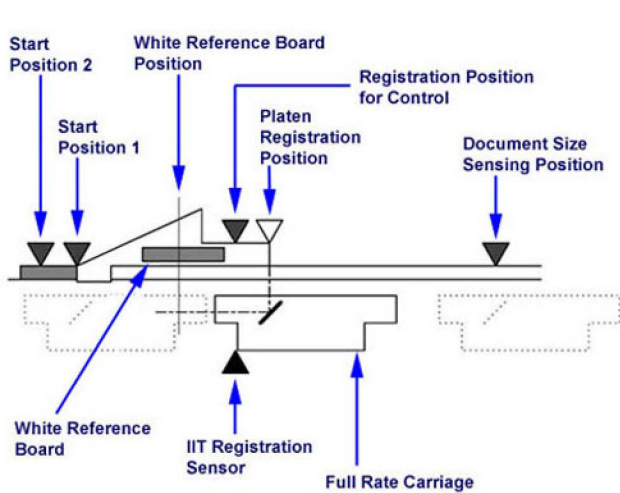 Start
Position 2
White Reference Board
Position
Start
Position 1
Registration Position
for Control
Platen
Registration
Position
Document Size
Sensing Position
White Reference
Board
IIT Registration
Sensor
Full Rate Carriage